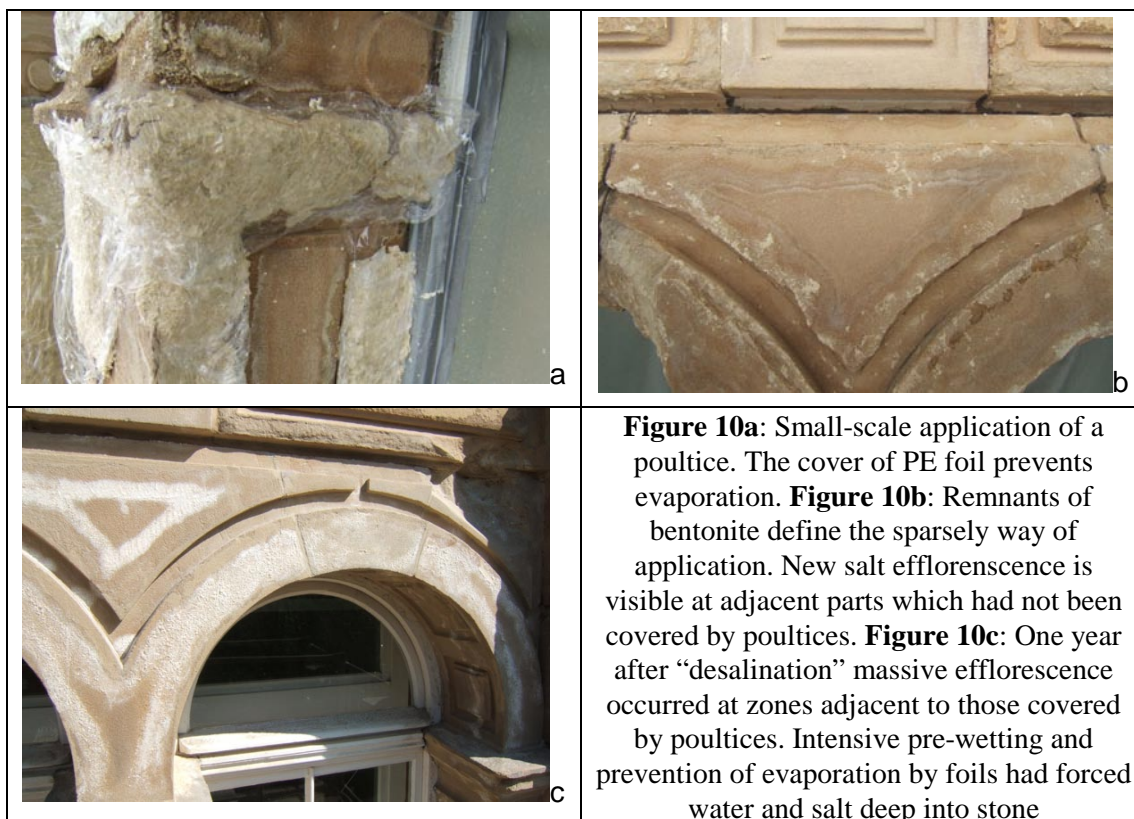 a
b
c
Figure 10a: Small-scale application of a
poultice. The cover of PE foil prevents
evaporation. Figure 10b: Remnants of
bentonite define the sparsely way of
application. New salt efflorenscence is
visible at adjacent parts which had not been
covered by poultices. Figure 10c: One year
after “desalination” massive efflorescence
occurred at zones adjacent to those covered
by poultices. Intensive pre-wetting and
prevention of evaporation by foils had forced
water and salt deep into stone